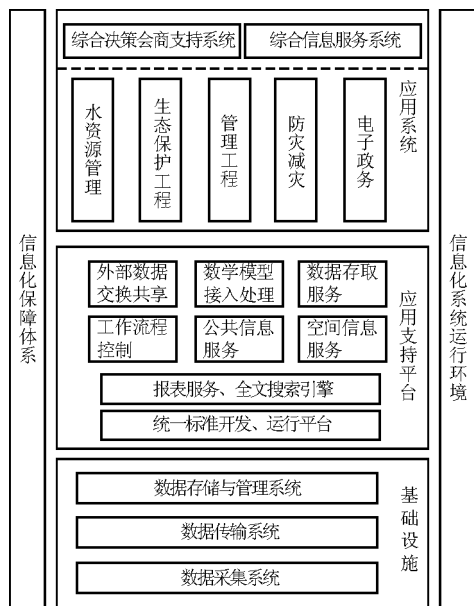 综合决策会商支持系统
综合信息服务系统
水资源管理
生态保护工程
管理工程
防灾减灾
电子政务
应用系统
信息化保障体系
外部数据
交换共享
数学模型
接入处理
数据存取
服务
工作流程
控制
公共信息
服务
空间信息
服务
报表服务、全文搜索引擎
统一标准开发、运行平台
应用支持平台
信息化系统运行环境
数据存储与管理系统
数据传输系统
数据采集系统
基础设施